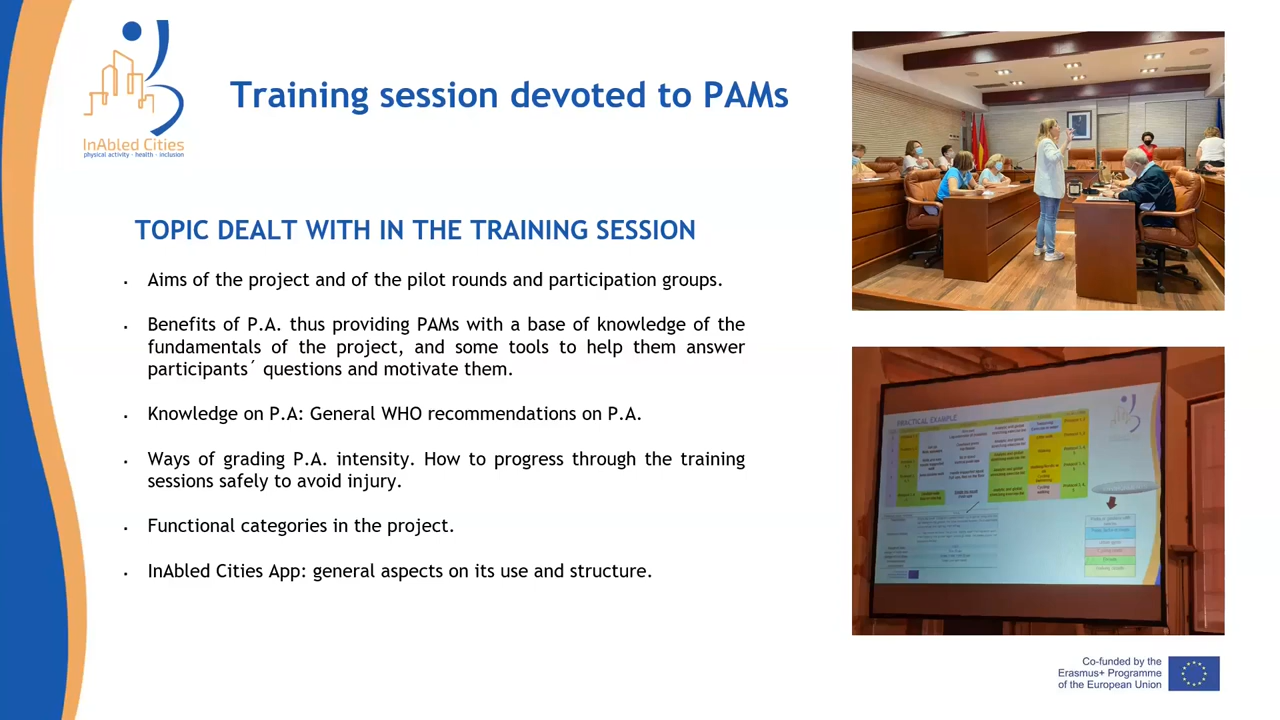 InAbled Cities
physical activity · health · inclusion
Training session devoted to PAMs
TOPIC DEALT WITH IN THE TRAINING SESSION
• Aims of the project and of the pilot rounds and participation groups.
• Benefits of P.A. thus providing PAMs with a base of knowledge of the
fundamentals of the project, and some tools to help them answer
participants´ questions and motivate them.
• Knowledge on P.A: General WHO recommendations on P.A.
• Ways of grading P.A. intensity. How to progress through the training
sessions safely to avoid injury.
• Functional categories in the project.
• InAbled Cities App: general aspects on its use and structure.
PRACTICAL EXAMPLE
Co-funded by the
Erasmus+ Programme
of the European Union